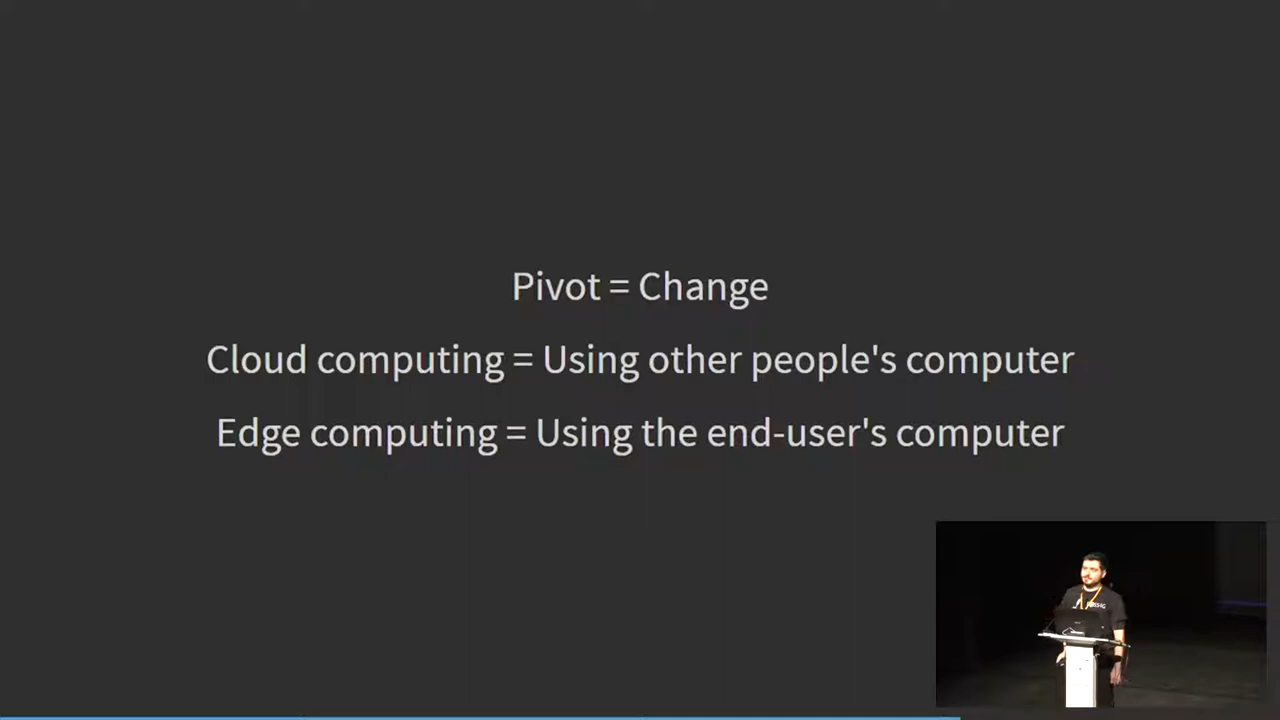 Pivot = Change
Cloud computing = Using other people's computer
Edge computing = Using the end-user's computer